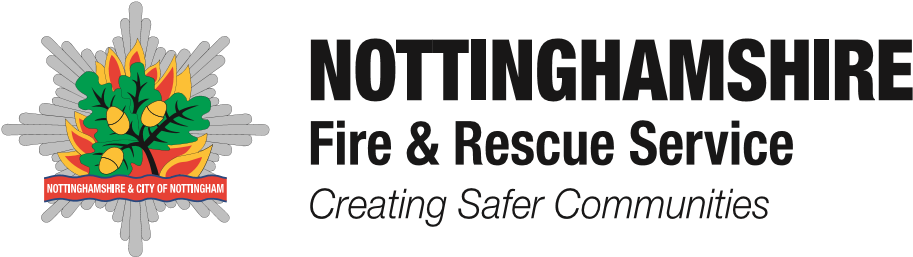 NOTTINGHAMSHIRE & CITY OF NOTTINGHAM
NOTTINGHAMSHIRE
Fire & Rescue Service
Creating Safer Communities